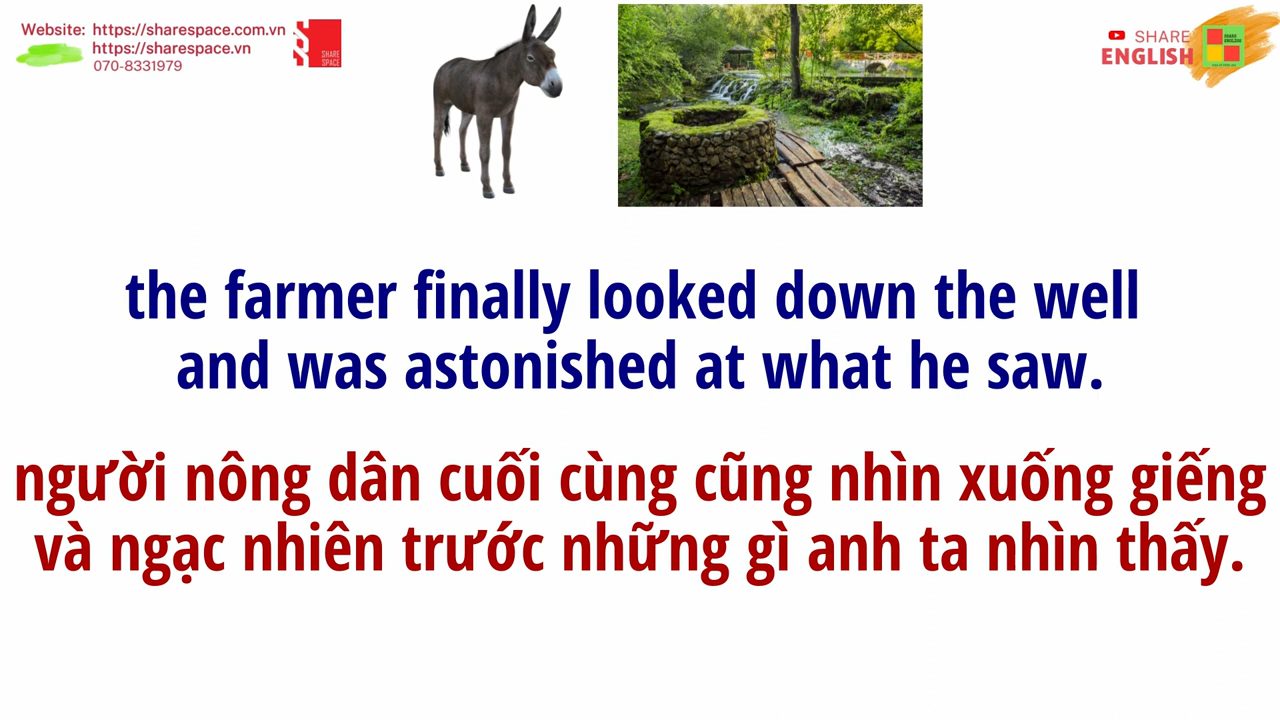 Website: https://sharespace.com.vn
https://sharespace.vn
070-8331979
SHARE
SPACE
SHARE
ENGLISH
the farmer finally looked down the well
and was astonished at what he saw.
người nông dân cuối cùng cũng nhìn xuống giếng
và ngạc nhiên trước những gì anh ta nhìn thấy.